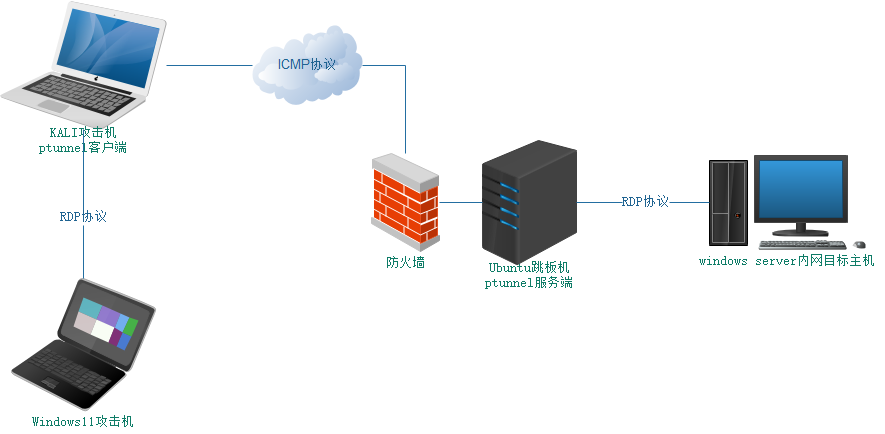 ICMP协议
KALI攻击机
ptunnel客户端
RDP协议
RDP协议
防火墙
Ubuntu跳板机
ptunnel服务端
windows server内网目标主机
Windows11攻击机